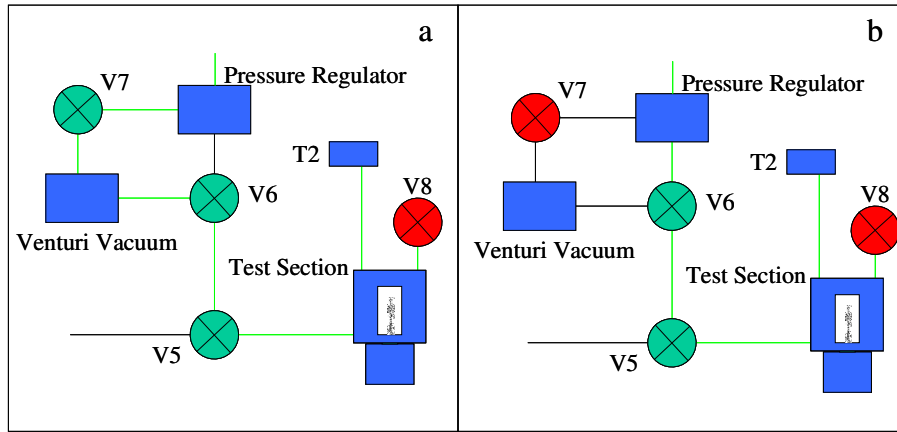 a
V7
Pressure Regulator
T2
V8
V6
Venturi Vacuum
Test Section
V5
b
V7
Pressure Regulator
T2
V8
V6
Venturi Vacuum
Test Section
V5